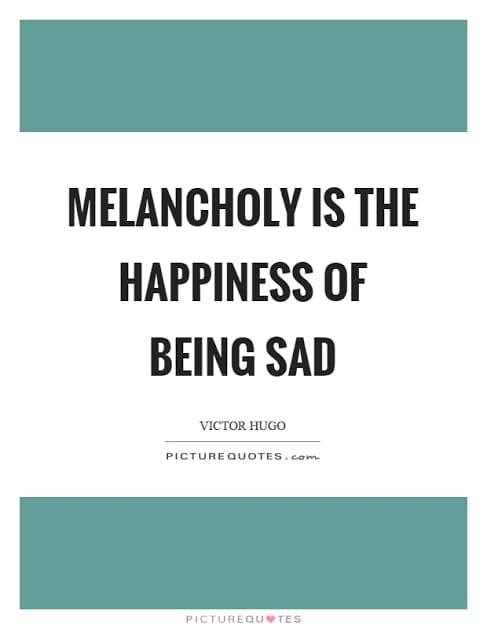 MELANCHOLY IS THE
HAPPINESS OF
BEING SAD
VICTOR HUGO
PICTUREQUOTES.com
PICTUREQUOTES